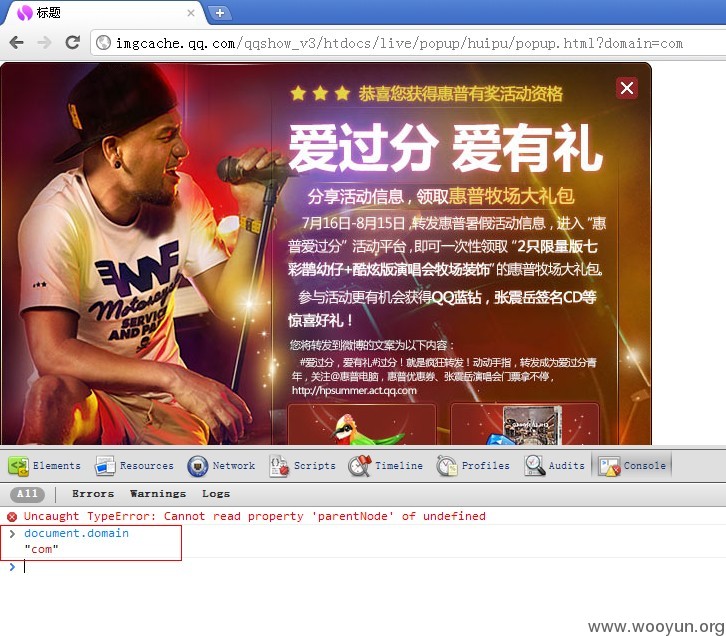 标题
imgcache.qq.com/qqshow_v3/htdocs/live/popup/huipu/popup.html?domain=com
恭喜您获得惠普有奖活动资格
爱过分 爱有礼
分享活动信息，领取惠普牧场大礼包
7月16日-8月15日，转发惠普暑假活动信息，进入“惠
普爱过分”活动平台，即可一次性领取“2只限量版七
彩鹊幼仔+酷炫版演唱会牧场装饰”的惠普牧场大礼包。
参与活动更有机会获得QQ蓝钻，张震岳签名CD等
惊喜好礼！
您将转发到微博的文案为以下内容：
#爱过分，爱有礼#过分！就是疯狂转发！动动手指，转发成为爱过分青
年，关注@惠普电脑，惠普优惠券、张震岳演唱会门票拿不停，
http://hpsummer.act.qq.com
Motorcycle
SERVICE
AND PA
Elements Resources Network Scripts Timeline Profiles Audits Console
All Errors Warnings Logs
Uncaught TypeError: Cannot read property 'parentNode' of undefined
> document.domain
"com"
>
www.wooyun.org